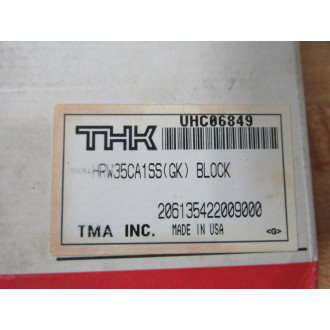 UHC06849
THK
HRW35CA1SS(GK) BLOCK
206135422009000
TMA INC. MADE IN USA <G>